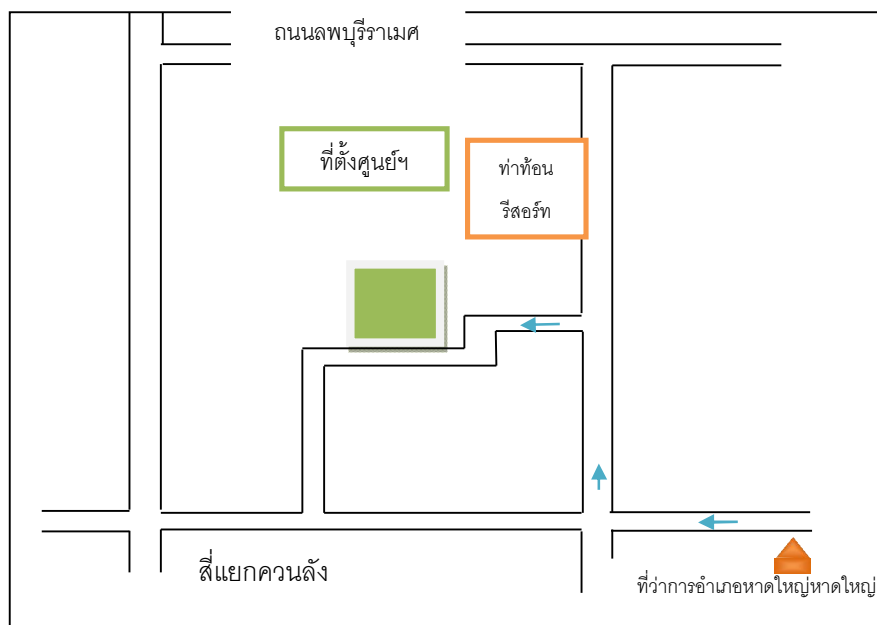 ถนนลพบุรีราเมศ
ที่ตั้งศูนย์ฯ
ท่าท้อน
รีสอร์ท
สี่แยกควนลัง
ที่ว่าการอำเภอหาดใหญ่หาดใหญ่